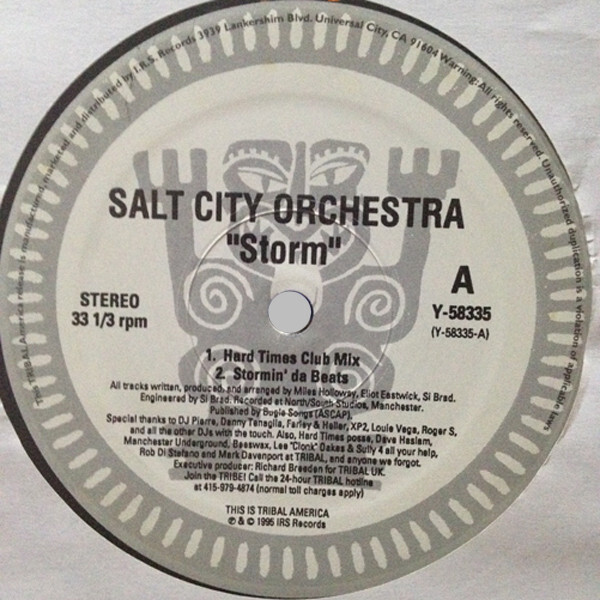 The TRIBAL America release is manufactured, marketed and distributed by I.R.S. Records 3939 Lankershim Blvd. Universal City, CA 91604 Warning: All rights reserved. Unauthorized duplication is a violation of applicable laws
SALT CITY ORCHESTRA
"Storm"
STEREO
33 1/3 rpm
A
Y-58335
(Y-58335-A)
1. Hard Times Club Mix
2. Stormin' da Beats
All tracks written, produced, and arranged by Miles Holloway, Eliot Eastwick, Si Brad.
Engineered by Si Brad. Recorded at North/South Studios, Manchester.
Published by Bugle Songs (ASCAP).
Special thanks to DJ Pierre, Danny Tenaglia, Farley & Heller, XP2, Louie Vega, Roger S,
and all the other DJs with the touch. Also, Hard Times posse, Dave Haslam,
Manchester Underground, Beeswax, Lee "Clonk" Oakes & Sully 4 all your help,
Rob Di Stefano and Mark Davenport at TRIBAL, and anyone we forgot.
Executive producer: Richard Breeden for TRIBAL UK.
Join the TRIBE! Call the 24-hour TRIBAL hotline
at 415-979-4874 (normal toll charges apply)
THIS IS TRIBAL AMERICA
℗ & © 1995 IRS Records